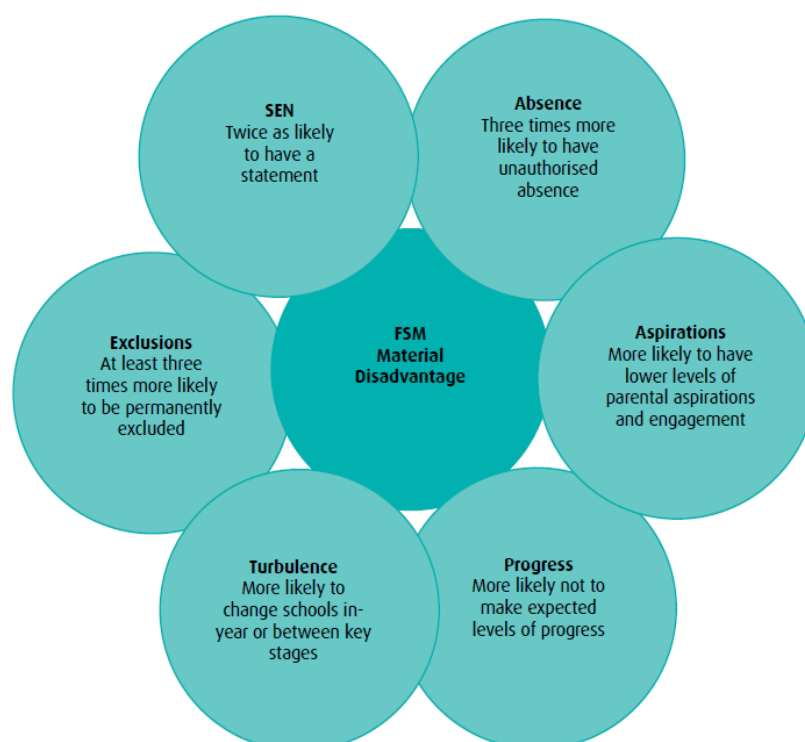 SEN
Twice as likely
to have a
statement
Absence
Three times more
likely to have
unauthorised
absence
Exclusions
At least three
times more likely
to be permanently
excluded
FSM
Material
Disadvantage
Aspirations
More likely to have
lower levels of
parental aspirations
and engagement
Turbulence
More likely to
change schools in-
year or between key
stages
Progress
More likely not to
make expected
levels of progress